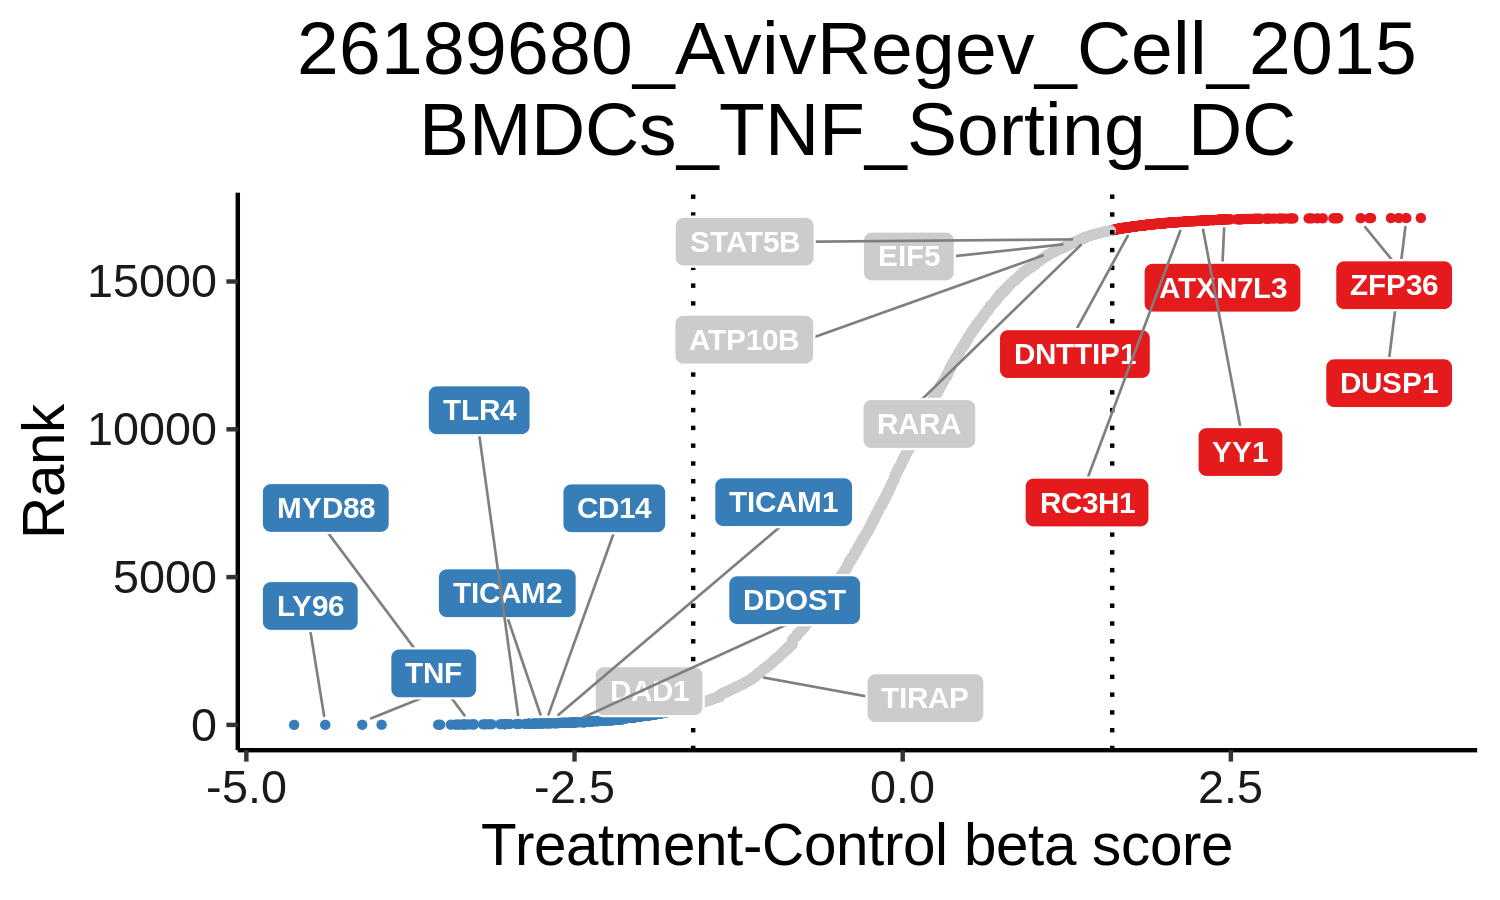 26189680_AvivRegev_Cell_2015
BMDCs_TNF_Sorting_DC
STAT5B
EIF5
ATP10B
ATXN7L3
ZFP36
DNTTIP1
DUSP1
TLR4
RARA
YY1
MYD88
CD14
TICAM1
RC3H1
LY96
TICAM2
DDOST
TNF
DAD1
TIRAP
15000
10000
5000
0
Rank
-5.0
-2.5
0.0
2.5
Treatment-Control beta score